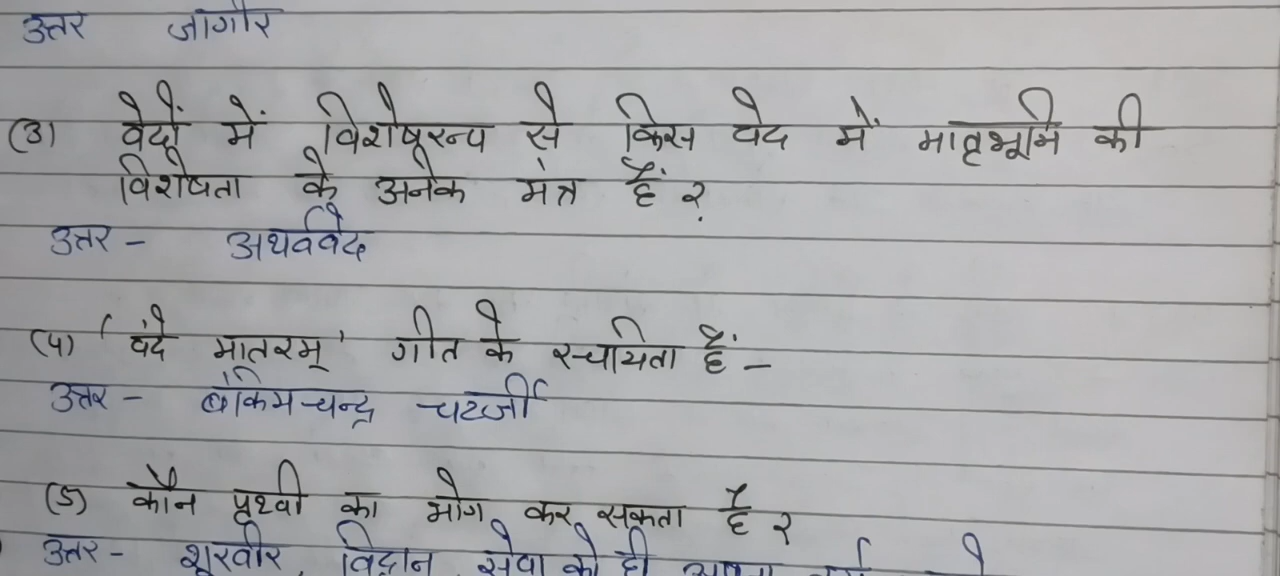 उत्तर जागीर
(3) वेदों में विशेषरूप से किस वेद में मातृभूमि की
विशेषता के अनेक मंत्र हैं ?
उत्तर - अथर्ववेद
(4) 'वंदे मातरम्' गीत के रचयिता हैं -
उत्तर - बंकिमचन्द्र चटर्जी
(5) कौन पृथ्वी का भोग कर सकता है ?
उत्तर - शूरवीर, विद्वान, सेवा को ही